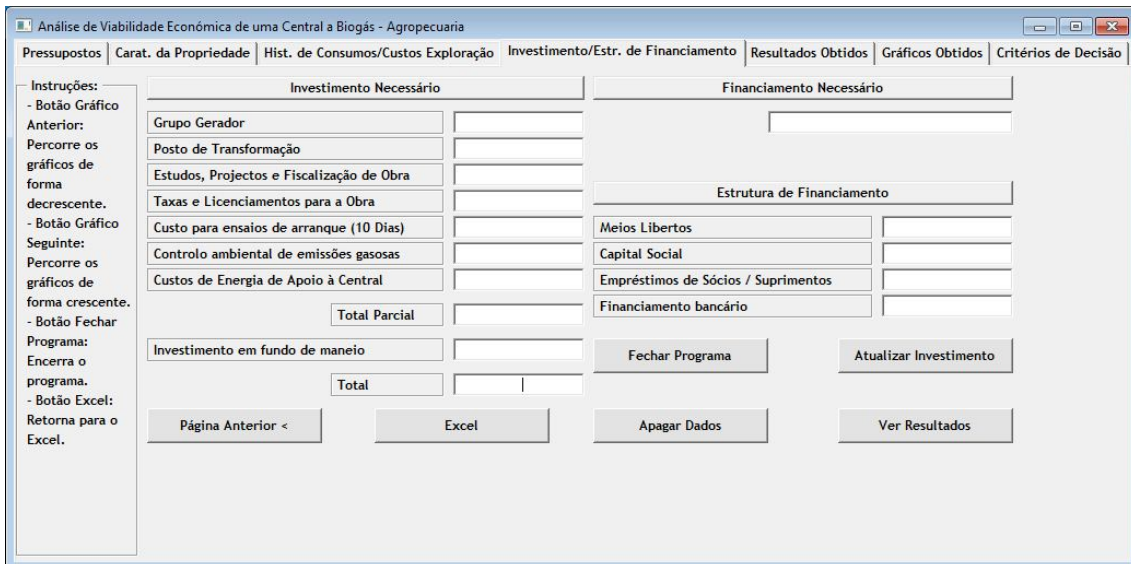 Análise de Viabilidade Económica de uma Central a Biogás - Agropecuaria
Pressupostos
Carat. da Propriedade
Hist. de Consumos/Custos Exploração
Investimento/Estr. de Financiamento
Resultados Obtidos
Gráficos Obtidos
Critérios de Decisão
Instruções:
- Botão Gráfico
Anterior:
Percorre os
gráficos de
forma
decrescente.
- Botão Gráfico
Seguinte:
Percorre os
gráficos de
forma crescente.
- Botão Fechar
Programa:
Encerra o
programa.
- Botão Excel:
Retorna para o
Excel.
Investimento Necessário
Grupo Gerador
Posto de Transformação
Estudos, Projectos e Fiscalização de Obra
Taxas e Licenciamentos para a Obra
Custo para ensaios de arranque (10 Dias)
Controlo ambiental de emissões gasosas
Custos de Energia de Apoio à Central
Total Parcial
Investimento em fundo de maneio
Total
Financiamento Necessário
Estrutura de Financiamento
Meios Libertos
Capital Social
Empréstimos de Sócios / Suprimentos
Financiamento bancário
Fechar Programa
Atualizar Investimento
Página Anterior <
Excel
Apagar Dados
Ver Resultados